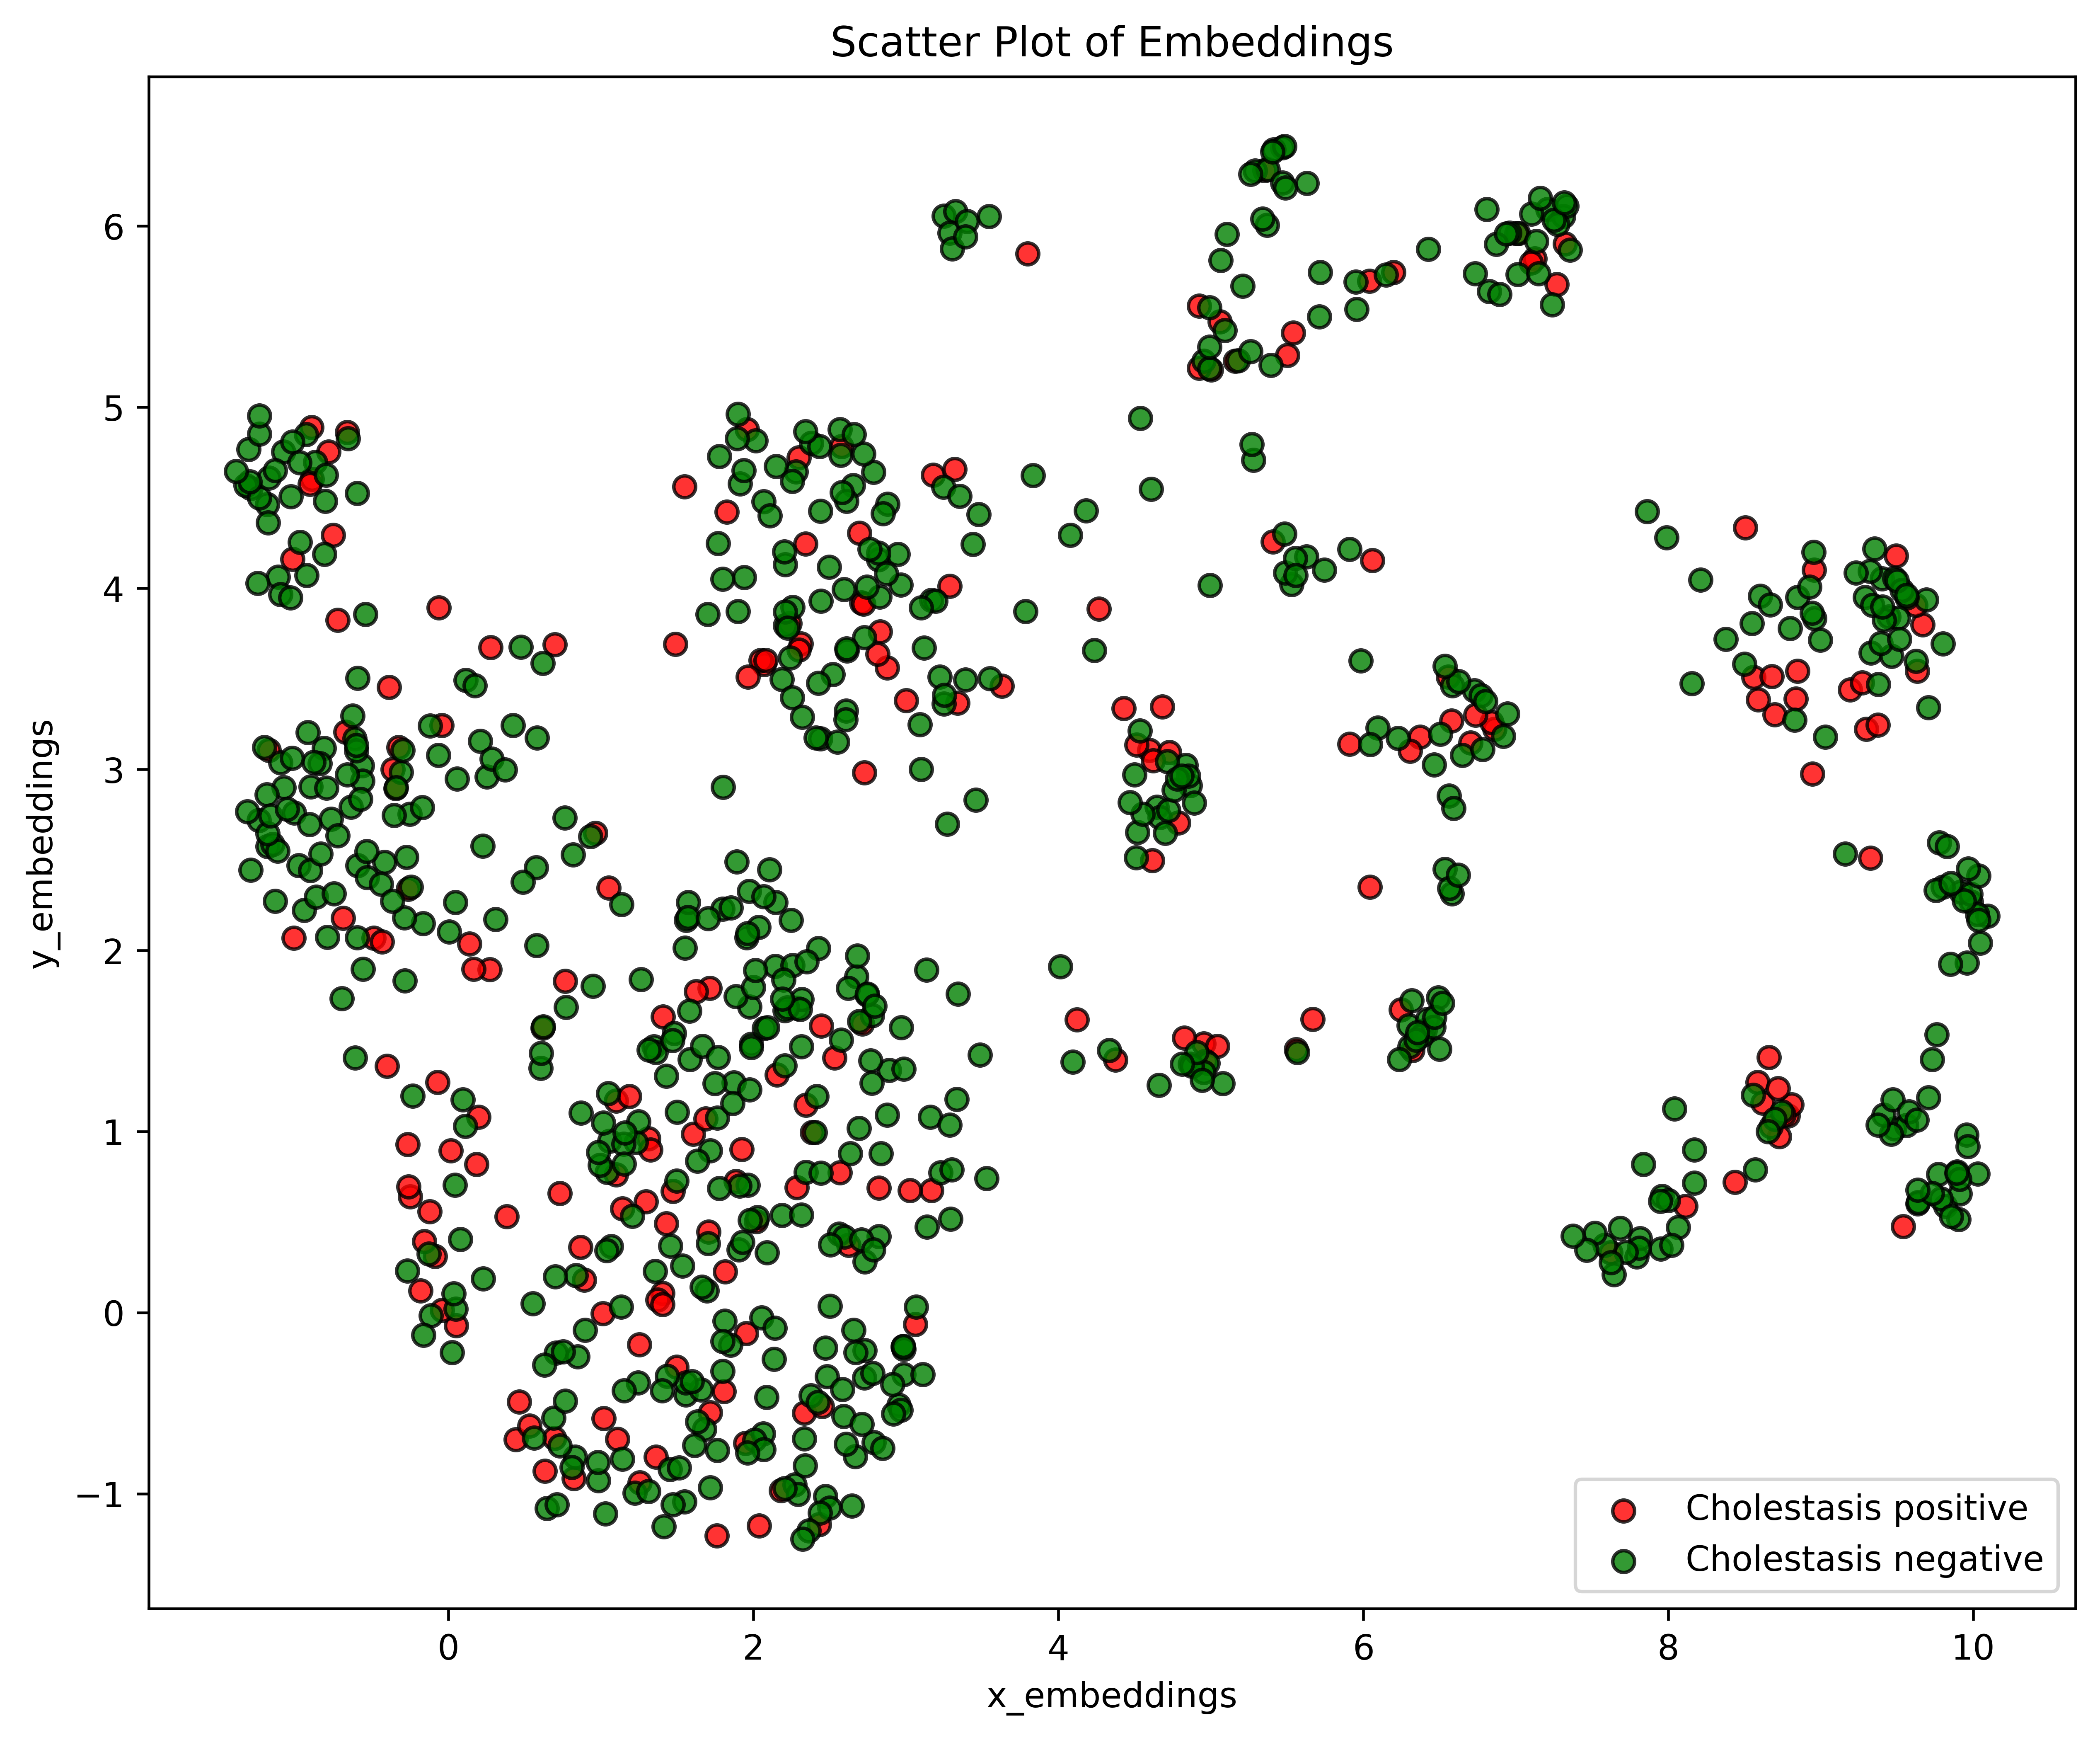 Scatter Plot of Embeddings
y_embeddings
6
5
4
3
2
1
0
−1
0 2 4 6 8 10
x_embeddings
Cholestasis positive
Cholestasis negative